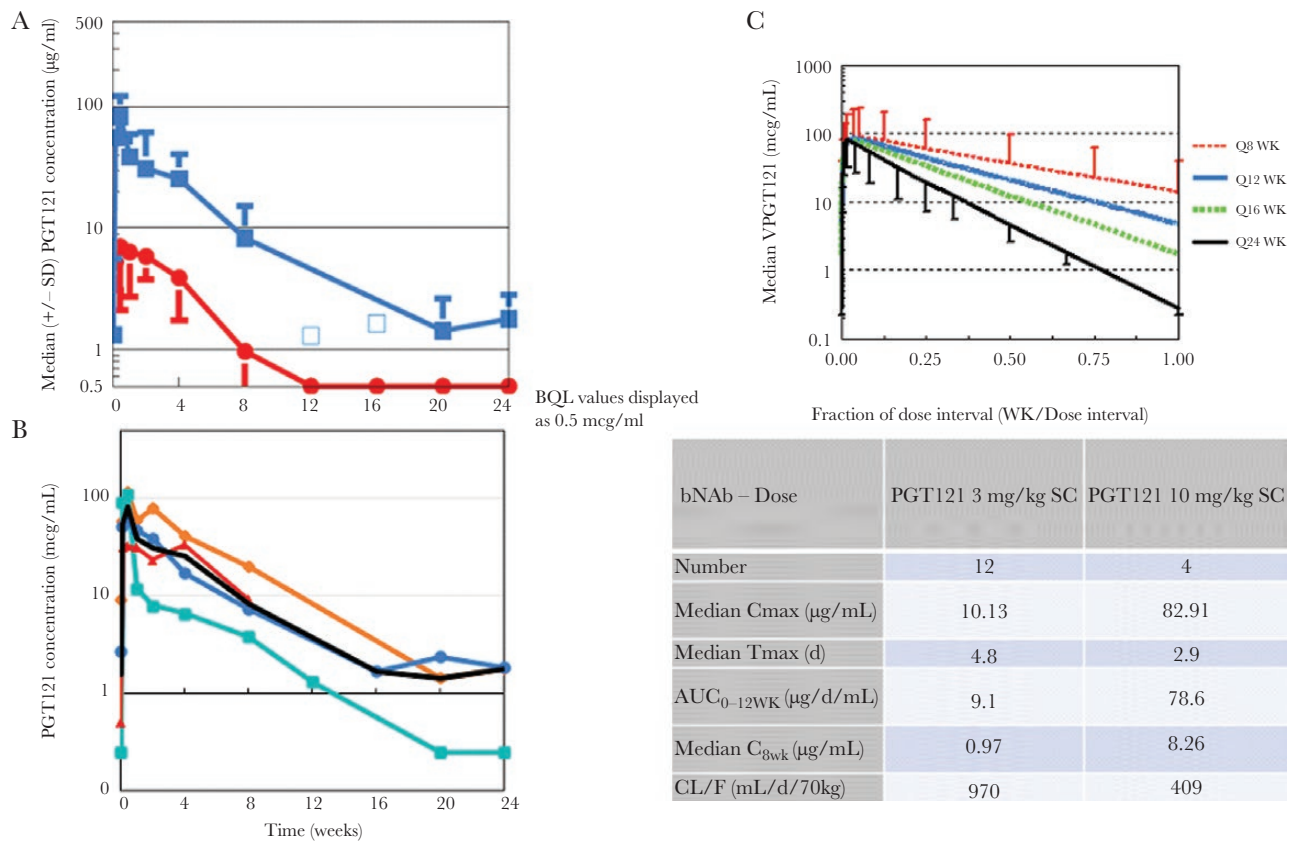 A
Median (+/– SD) PGT121 concentration (µg/ml)
500
100
10
1
0.5
0
4
8
12
16
20
24
BQL values displayed
as 0.5 mcg/ml
B
PGT121 concentration (mcg/mL)
100
10
1
0
0
4
8
12
16
20
24
Time (weeks)
C
Median VPGT121 (mcg/mL)
1000
100
10
1
0.1
0.00
0.25
0.50
0.75
1.00
Fraction of dose interval (WK/Dose interval)
Q8 WK
Q12 WK
Q16 WK
Q24 WK
bNAb – Dose PGT121 3 mg/kg SC PGT121 10 mg/kg SC
Number 12 4
Median Cmax (µg/mL) 10.13 82.91
Median Tmax (d) 4.8 2.9
AUC0–12WK (µg/d/mL) 9.1 78.6
Median C8wk (µg/mL) 0.97 8.26
CL/F (mL/d/70kg) 970 409